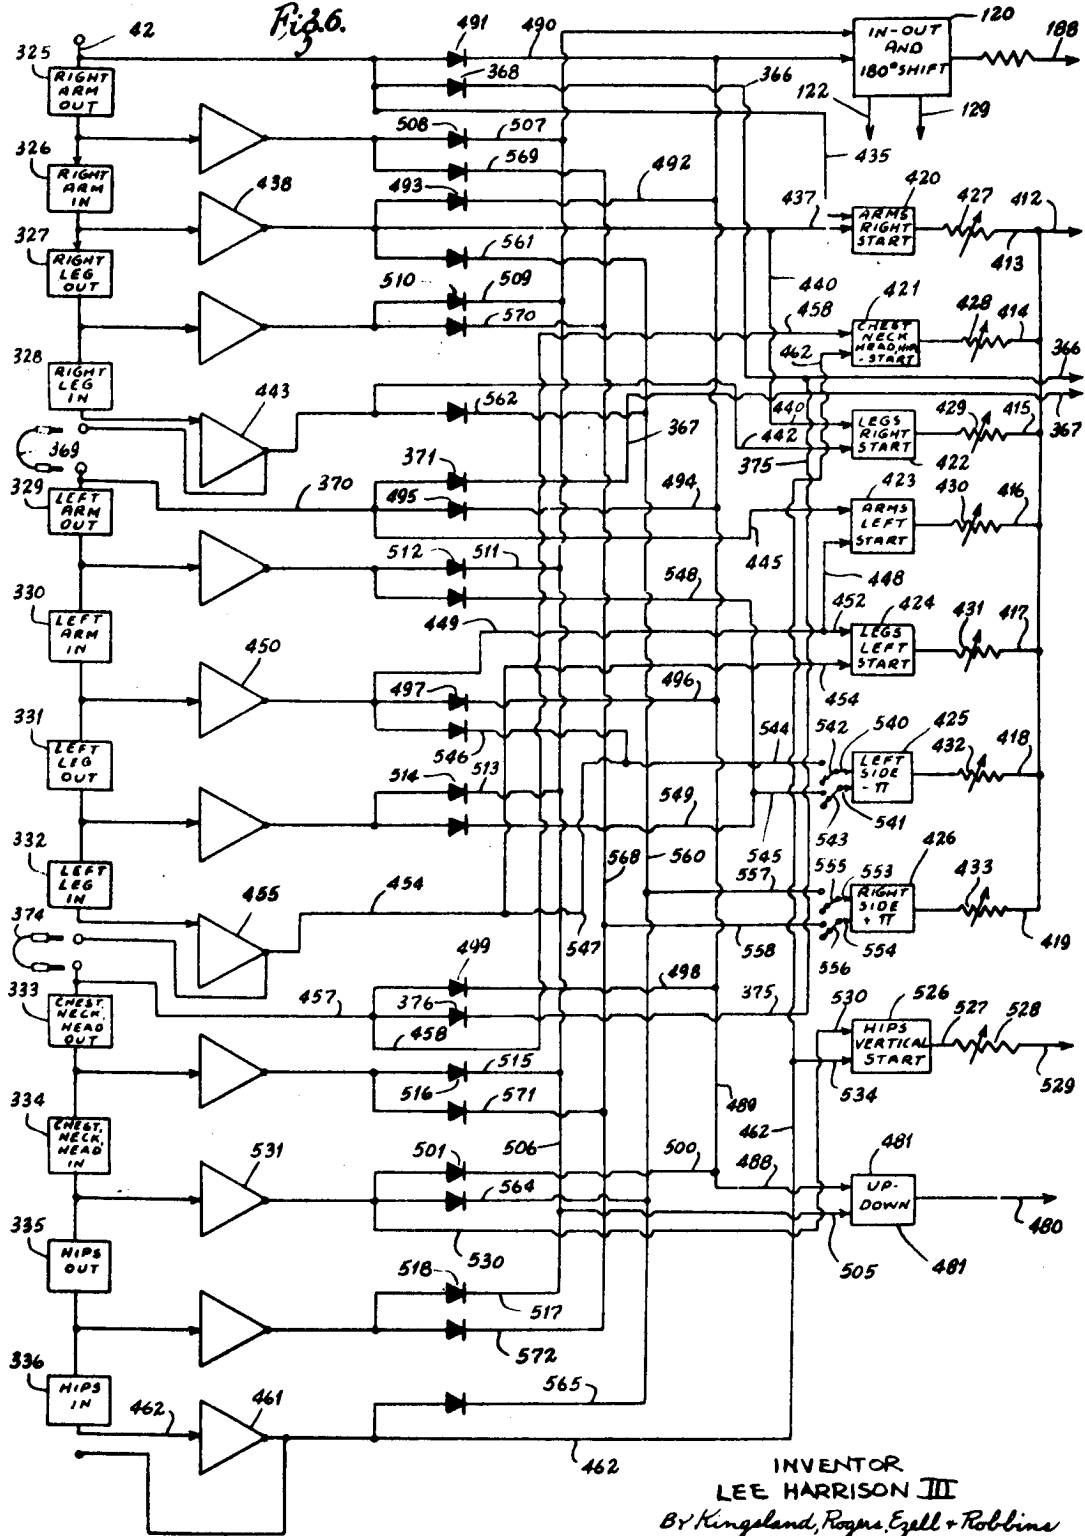 Fig. 6.
42
325
RIGHT
ARM
OUT
326
RIGHT
ARM
IN
327
RIGHT
LEG
OUT
328
RIGHT
LEG
IN
369
329
LEFT
ARM
OUT
330
LEFT
ARM
IN
331
LEFT
LEG
OUT
332
LEFT
LEG
IN
374
333
CHEST,
NECK,
HEAD
OUT
334
CHEST,
NECK,
HEAD
IN
335
HIPS
OUT
336
HIPS
IN
462
438
443
450
455
531
461
370
457
454
491
490
368
508
507
569
493
492
561
510
509
570
562
371
367
495
494
512
511
548
449
497
496
546
514
513
549
568
560
547
499
498
376
375
458
515
516
571
506
489
501
500
564
530
518
517
572
565
462
120
IN-OUT
AND
180° SHIFT
188
122
129
366
435
437
420
ARMS
RIGHT
START
427
412
413
440
458
421
CHEST
NECK
HEAD, HIP
- START
428
414
462
366
367
440
442
375
LEGS
RIGHT
START
422
429
415
423
ARMS
LEFT
START
430
416
445
448
452
424
LEGS
LEFT
START
431
417
454
544
542
540
425
LEFT
SIDE
- π
432
418
545
543
541
557
555
553
426
RIGHT
SIDE
+ π
433
419
558
556
554
530
526
HIPS
VERTICAL
START
527
528
529
534
462
488
481
UP-
DOWN
480
505
481
INVENTOR
LEE HARRISON III
BY Kingsland, Rogers, Ezell + Robbins